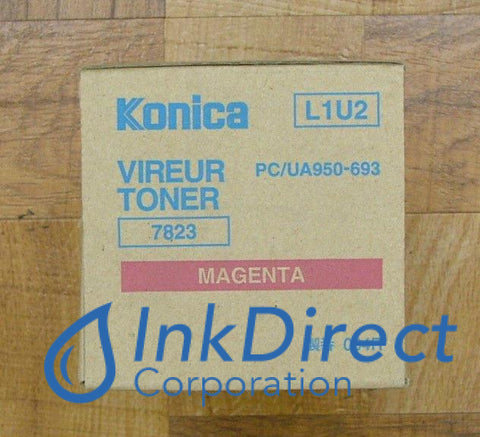 Konica
L1U2
VIREUR
TONER
PC/UA950-693
7823
MAGENTA
InkDirect
Corporation